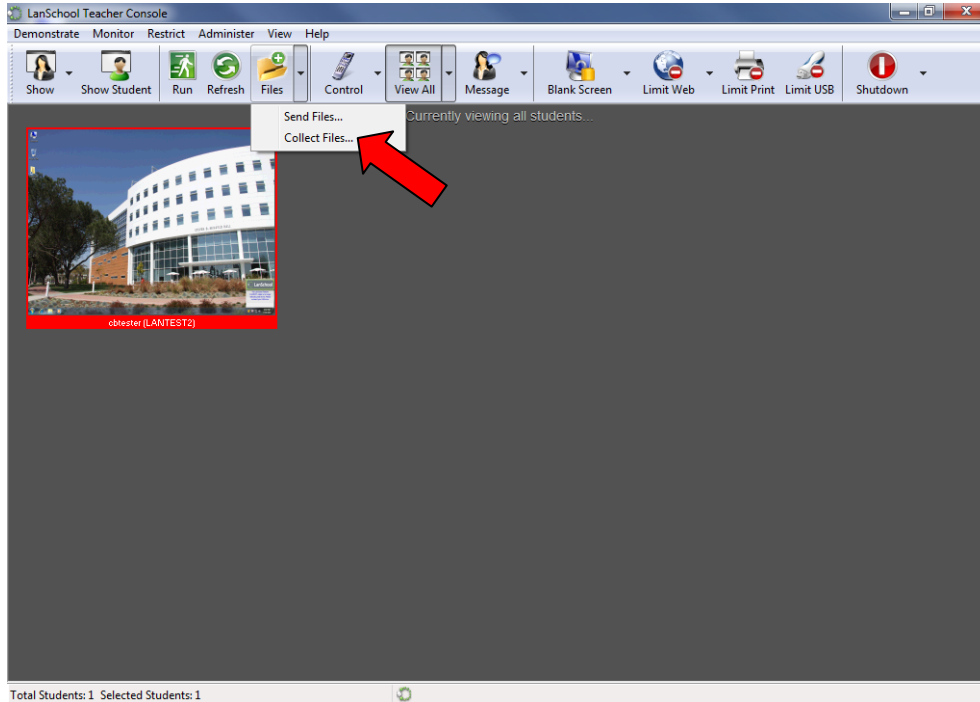 LanSchool Teacher Console
Demonstrate Monitor Restrict Administer View Help
Show Show Student Run Refresh Files Control View All Message Blank Screen Limit Web Limit Print Limit USB Shutdown
Send Files...
Currently viewing all students...
Collect Files...
cbtester (LANTEST2)
Total Students: 1 Selected Students: 1